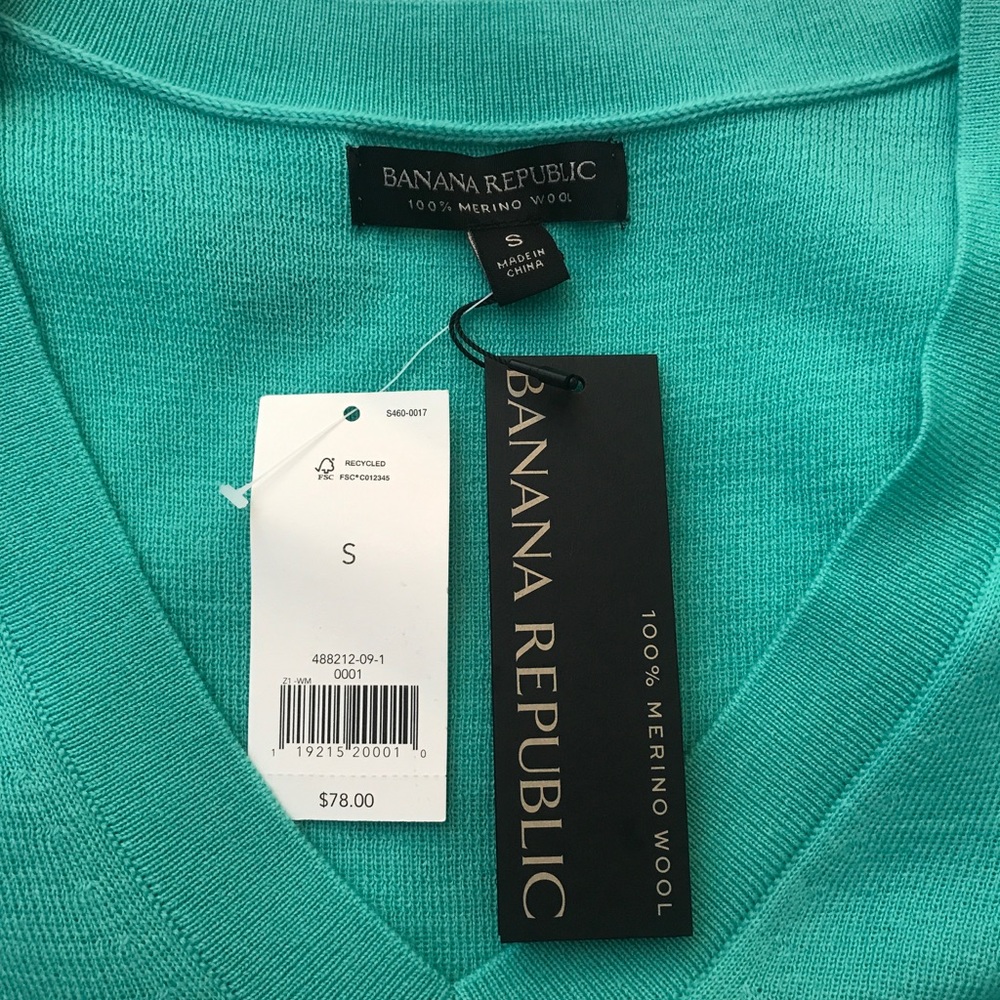 BANANA REPUBLIC
100% MERINO WOOL
S
MADE IN
CHINA
S460-0017
RECYCLED
FSC
FSC® C012345
S
488212-09-1
0001
Z1 -WM
1 19215 20001 0
$78.00
BANANA REPUBLIC
100% MERINO WOOL